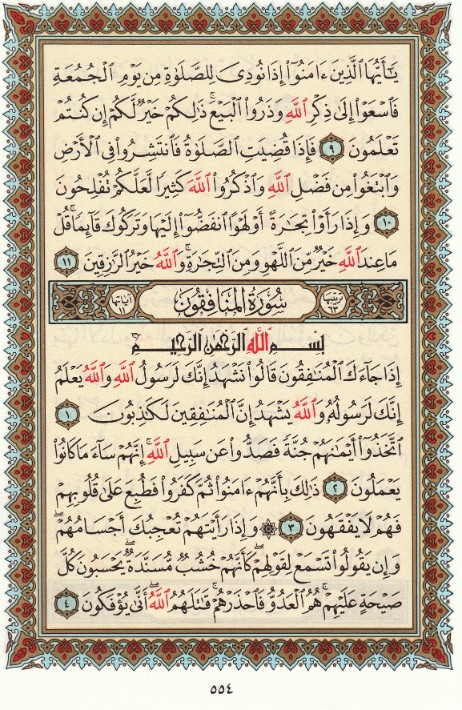 يَـٰٓأَيُّهَا ٱلَّذِينَ ءَامَنُوٓا۟ إِذَا نُودِىَ لِلصَّلَوٰةِ مِن يَوْمِ ٱلْجُمُعَةِ
فَٱسْعَوْا۟ إِلَىٰ ذِكْرِ ٱللَّهِ وَذَرُوا۟ ٱلْبَيْعَ ۚ ذَٰلِكُمْ خَيْرٌ لَّكُمْ إِن كُنتُمْ
تَعْلَمُونَ ٩ فَإِذَا قُضِيَتِ ٱلصَّلَوٰةُ فَٱنتَشِرُوا۟ فِى ٱلْأَرْضِ
وَٱبْتَغُوا۟ مِن فَضْلِ ٱللَّهِ وَٱذْكُرُوا۟ ٱللَّهَ كَثِيرًا لَّعَلَّكُمْ تُفْلِحُونَ
١٠ وَإِذَا رَأَوْا۟ تِجَـٰرَةً أَوْ لَهْوًا ٱنفَضُّوٓا۟ إِلَيْهَا وَتَرَكُوكَ قَآئِمًا ۚ قُلْ
مَا عِندَ ٱللَّهِ خَيْرٌ مِّنَ ٱللَّهْوِ وَمِنَ ٱلتِّجَـٰرَةِ ۚ وَٱللَّهُ خَيْرُ ٱلرَّٰزِقِينَ ١١
ترتيبها ٦٣ سُورَةُ المُنَافِقُونَ آياتها ١١
بِسْمِ ٱللَّهِ ٱلرَّحْمَـٰنِ ٱلرَّحِيمِ
إِذَا جَآءَكَ ٱلْمُنَـٰفِقُونَ قَالُوا۟ نَشْهَدُ إِنَّكَ لَرَسُولُ ٱللَّهِ ۗ وَٱللَّهُ يَعْلَمُ
إِنَّكَ لَرَسُولُهُۥ وَٱللَّهُ يَشْهَدُ إِنَّ ٱلْمُنَـٰفِقِينَ لَكَـٰذِبُونَ ١
ٱتَّخَذُوٓا۟ أَيْمَـٰنَهُمْ جُنَّةً فَصَدُّوا۟ عَن سَبِيلِ ٱللَّهِ ۚ إِنَّهُمْ سَآءَ مَا كَانُوا۟
يَعْمَلُونَ ٢ ذَٰلِكَ بِأَنَّهُمْ ءَامَنُوا۟ ثُمَّ كَفَرُوا۟ فَطُبِعَ عَلَىٰ قُلُوبِهِمْ
فَهُمْ لَا يَفْقَهُونَ ٣ ۞ وَإِذَا رَأَيْتَهُمْ تُعْجِبُكَ أَجْسَامُهُمْ ۖ
وَإِن يَقُولُوا۟ تَسْمَعْ لِقَوْلِهِمْ ۖ كَأَنَّهُمْ خُشُبٌ مُّسَنَّدَةٌ ۖ يَحْسَبُونَ كُلَّ
صَيْحَةٍ عَلَيْهِمْ ۚ هُمُ ٱلْعَدُوُّ فَٱحْذَرْهُمْ ۚ قَـٰتَلَهُمُ ٱللَّهُ ۖ أَنَّىٰ يُؤْفَكُونَ ٤
٥٥٤